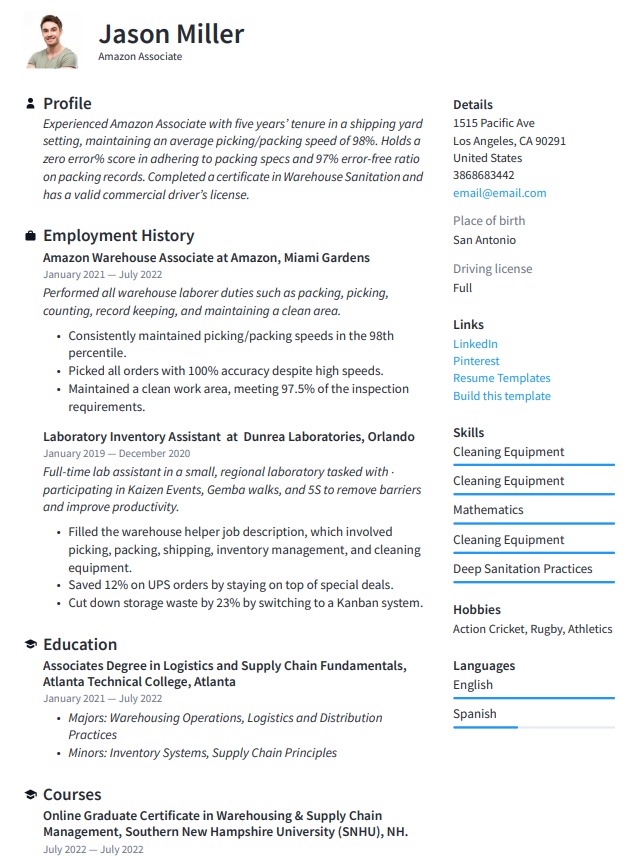 Jason Miller
Amazon Associate
Profile
Experienced Amazon Associate with five years' tenure in a shipping yard
setting, maintaining an average picking/packing speed of 98%. Holds a
zero error% score in adhering to packing specs and 97% error-free ratio
on packing records. Completed a certificate in Warehouse Sanitation and
has a valid commercial driver's license.
Employment History
Amazon Warehouse Associate at Amazon, Miami Gardens
January 2021 — July 2022
Performed all warehouse laborer duties such as packing, picking,
counting, record keeping, and maintaining a clean area.
• Consistently maintained picking/packing speeds in the 98th
percentile.
• Picked all orders with 100% accuracy despite high speeds.
• Maintained a clean work area, meeting 97.5% of the inspection
requirements.
Laboratory Inventory Assistant at Dunrea Laboratories, Orlando
January 2019 — December 2020
Full-time lab assistant in a small, regional laboratory tasked with ·
participating in Kaizen Events, Gemba walks, and 5S to remove barriers
and improve productivity.
• Filled the warehouse helper job description, which involved
picking, packing, shipping, inventory management, and cleaning
equipment.
• Saved 12% on UPS orders by staying on top of special deals.
• Cut down storage waste by 23% by switching to a Kanban system.
Education
Associates Degree in Logistics and Supply Chain Fundamentals,
Atlanta Technical College, Atlanta
January 2021 — July 2022
• Majors: Warehousing Operations, Logistics and Distribution
Practices
• Minors: Inventory Systems, Supply Chain Principles
Courses
Online Graduate Certificate in Warehousing & Supply Chain
Management, Southern New Hampshire University (SNHU), NH.
July 2022 — July 2022
Details
1515 Pacific Ave
Los Angeles, CA 90291
United States
3868683442
email@email.com
Place of birth
San Antonio
Driving license
Full
Links
LinkedIn
Pinterest
Resume Templates
Build this template
Skills
Cleaning Equipment
Cleaning Equipment
Mathematics
Cleaning Equipment
Deep Sanitation Practices
Hobbies
Action Cricket, Rugby, Athletics
Languages
English
Spanish